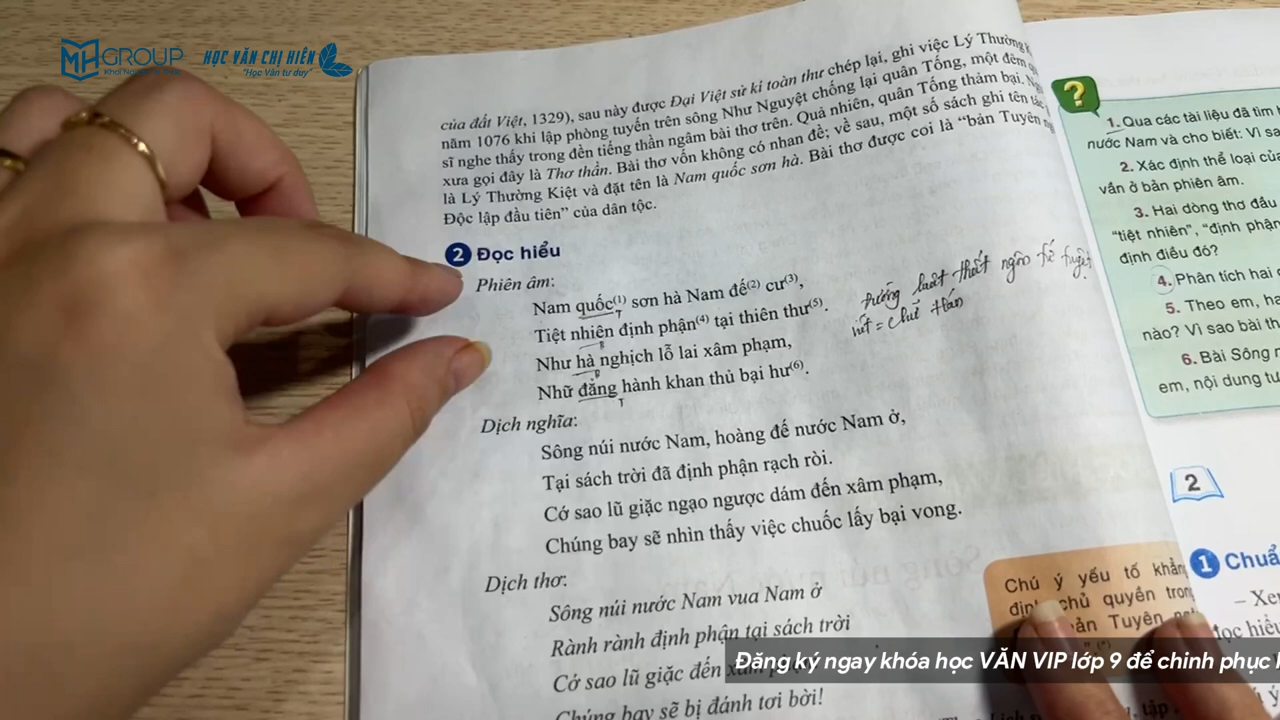 MH GROUP
HỌC VĂN CHỊ HIÊN
"Học Văn tư duy"
của đất Việt, 1329), sau này được Đại Việt sử kí toàn thư chép lại, ghi việc Lý Thường
năm 1076 khi lập phòng tuyến trên sông Như Nguyệt chống lại quân Tống, một đêm
sĩ nghe thấy trong đền tiếng thần ngâm bài thơ trên. Quả nhiên, quân Tống thảm bại.
xưa gọi đây là Thơ thần. Bài thơ vốn không có nhan đề; về sau, một số sách ghi tên tác
là Lý Thường Kiệt và đặt tên là Nam quốc sơn hà. Bài thơ được coi là “bản Tuyên
Độc lập đầu tiên” của dân tộc.
2 Đọc hiểu
Phiên âm:
Nam quốc(1) sơn hà Nam đế(2) cư(3),
T
Tiệt nhiên định phận(4) tại thiên thư(5).
B
Như hà nghịch lỗ lai xâm phạm,
B
Nhữ đẳng hành khan thủ bại hư(6).
T
Đường luật thất ngôn tứ tuyệt
viết = chữ Hán
Dịch nghĩa:
Sông núi nước Nam, hoàng đế nước Nam ở,
Tại sách trời đã định phận rạch ròi.
Cớ sao lũ giặc ngạo ngược dám đến xâm phạm,
Chúng bay sẽ nhìn thấy việc chuốc lấy bại vong.
Dịch thơ:
Sông núi nước Nam vua Nam ở
Rành rành định phận tại sách trời
Cớ sao lũ giặc đến
Chúng bay sẽ bị đánh tơi bời!
Chú ý yếu tố khẳng
chủ quyền trong
Tuyên
?
1. Qua các tài liệu đã tìm
nước Nam và cho biết: Vì sa
2. Xác định thể loại của
vần ở bản phiên âm.
3. Hai dòng thơ đầu
“tiệt nhiên”, “định phận
định điều đó?
4. Phân tích hai
5. Theo em, hà
nào? Vì sao bài th
6. Bài Sông n
em, nội dung tư
2
1 Chuẩ
– Xe
đọc hiể
Đăng ký ngay khóa học VĂN VIP lớp 9 để chinh phục